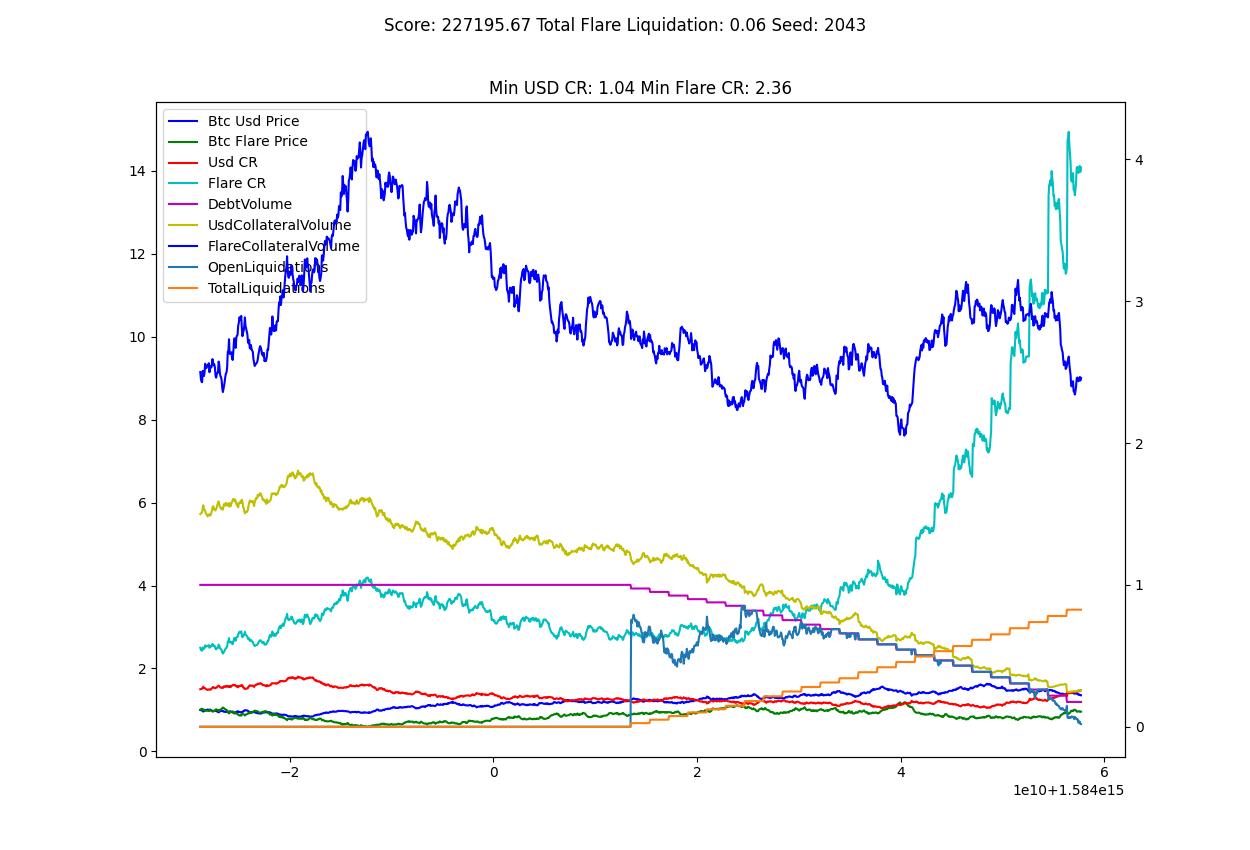 Score: 227195.67 Total Flare Liquidation: 0.06 Seed: 2043
Min USD CR: 1.04 Min Flare CR: 2.36
Btc Usd Price
Btc Flare Price
Usd CR
Flare CR
DebtVolume
UsdCollateralVolume
FlareCollateralVolume
OpenLiquidations
TotalLiquidations
14
12
10
8
6
4
2
0
4
3
2
1
0
−2
0
2
4
6
1e10+1.584e15